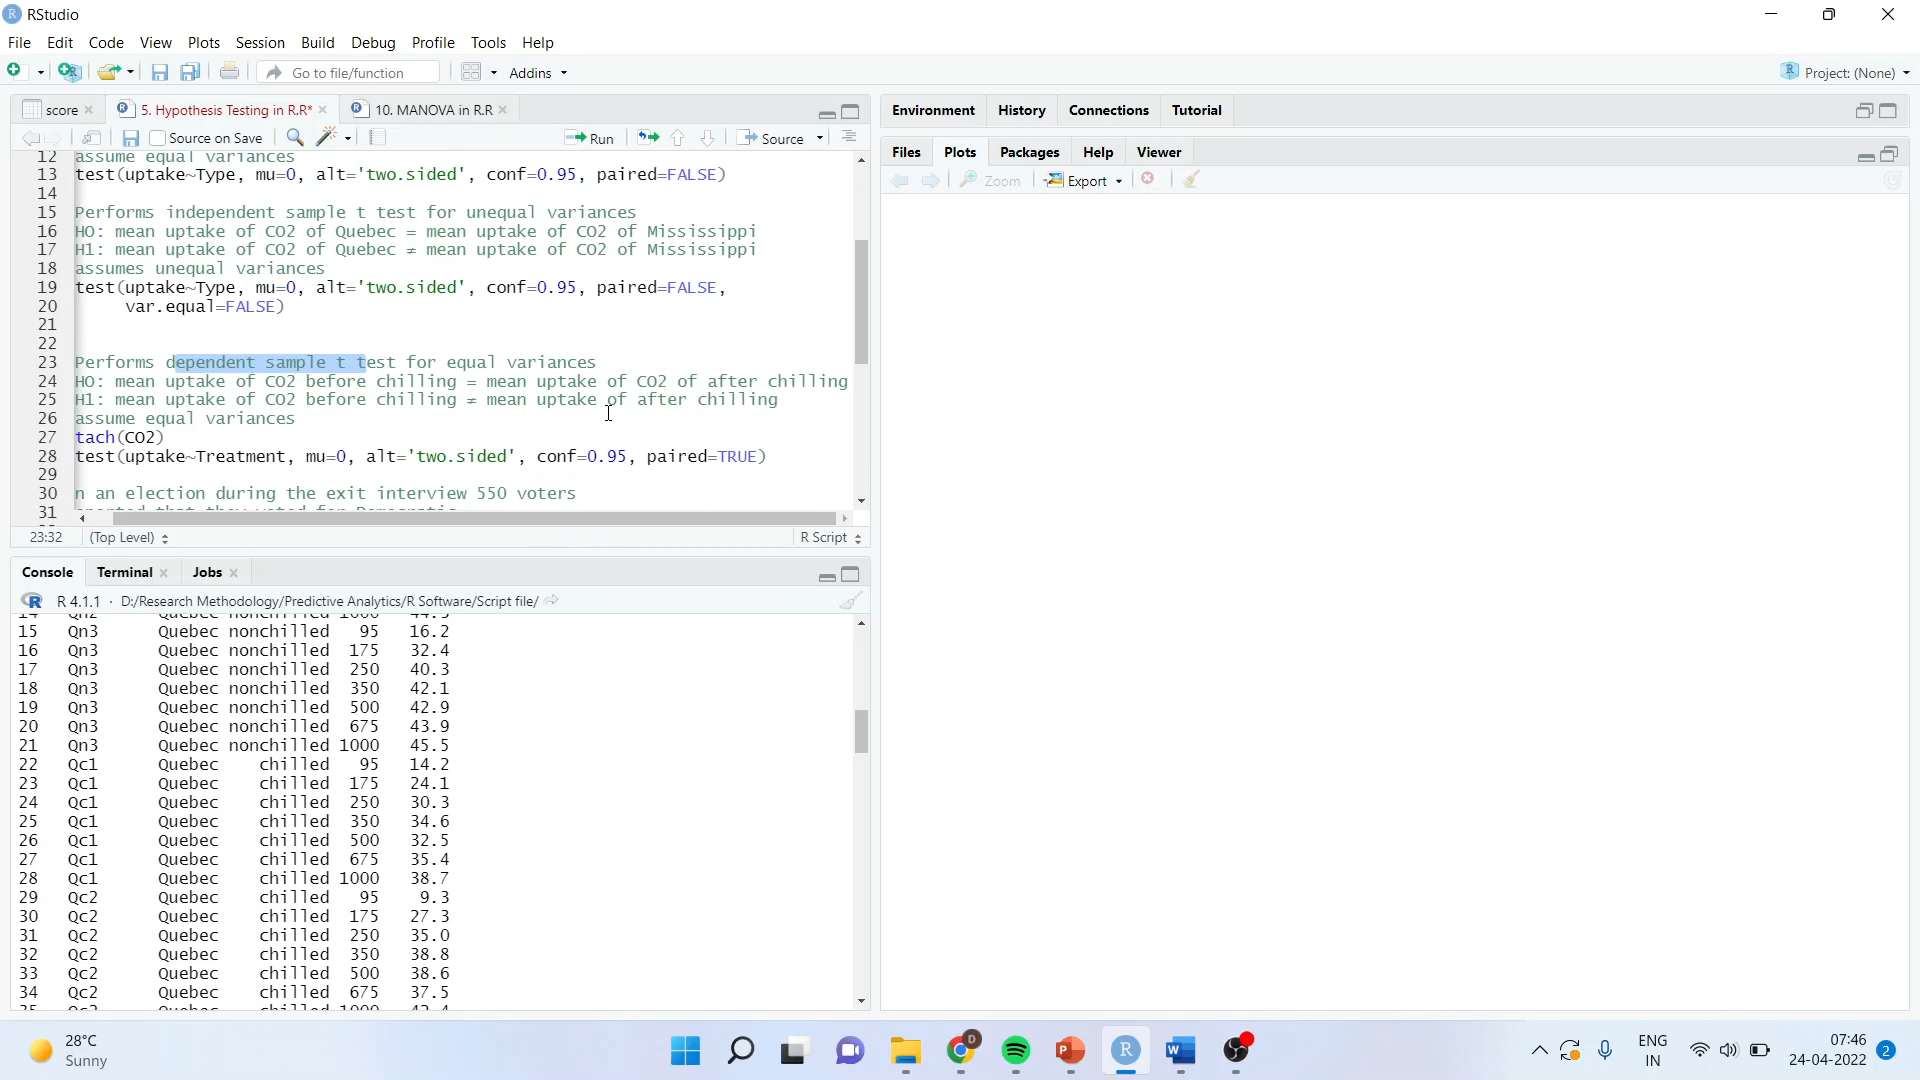 RStudio
File Edit Code View Plots Session Build Debug Profile Tools Help
Go to file/function Addins Project: (None)
score 5. Hypothesis Testing in R.R* 10. MANOVA in R.R
Source on Save Run Source
12 assume equal variances
13 test(uptake~Type, mu=0, alt='two.sided', conf=0.95, paired=FALSE)
14
15 Performs independent sample t test for unequal variances
16 HO: mean uptake of CO2 of Quebec = mean uptake of CO2 of Mississippi
17 H1: mean uptake of CO2 of Quebec ≠ mean uptake of CO2 of Mississippi
18 assumes unequal variances
19 test(uptake~Type, mu=0, alt='two.sided', conf=0.95, paired=FALSE,
20 var.equal=FALSE)
21
22
23 Performs dependent sample t test for equal variances
24 HO: mean uptake of CO2 before chilling = mean uptake of CO2 of after chilling
25 H1: mean uptake of CO2 before chilling ≠ mean uptake of after chilling
26 assume equal variances
27 tach(CO2)
28 test(uptake~Treatment, mu=0, alt='two.sided', conf=0.95, paired=TRUE)
29
30 n an election during the exit interview 550 voters
31
23:32 (Top Level) R Script
Console Terminal Jobs
R 4.1.1 · D:/Research Methodology/Predictive Analytics/R Software/Script file/
15 Qn3 Quebec nonchilled 95 16.2
16 Qn3 Quebec nonchilled 175 32.4
17 Qn3 Quebec nonchilled 250 40.3
18 Qn3 Quebec nonchilled 350 42.1
19 Qn3 Quebec nonchilled 500 42.9
20 Qn3 Quebec nonchilled 675 43.9
21 Qn3 Quebec nonchilled 1000 45.5
22 Qc1 Quebec chilled 95 14.2
23 Qc1 Quebec chilled 175 24.1
24 Qc1 Quebec chilled 250 30.3
25 Qc1 Quebec chilled 350 34.6
26 Qc1 Quebec chilled 500 32.5
27 Qc1 Quebec chilled 675 35.4
28 Qc1 Quebec chilled 1000 38.7
29 Qc2 Quebec chilled 95 9.3
30 Qc2 Quebec chilled 175 27.3
31 Qc2 Quebec chilled 250 35.0
32 Qc2 Quebec chilled 350 38.8
33 Qc2 Quebec chilled 500 38.6
34 Qc2 Quebec chilled 675 37.5
Environment History Connections Tutorial
Files Plots Packages Help Viewer
Zoom Export
28°C
Sunny
ENG
IN
07:46
24-04-2022
2